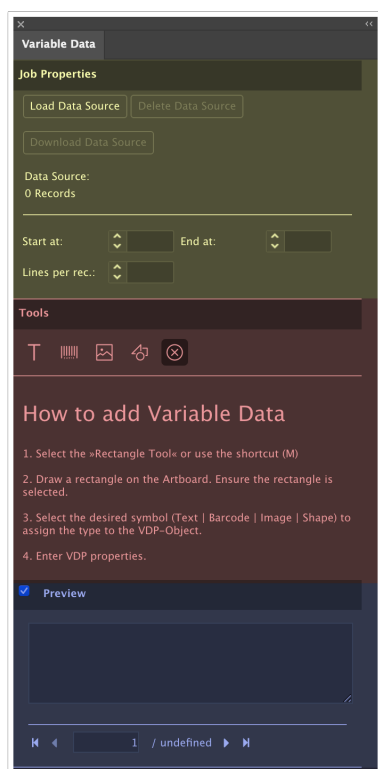 Variable Data
Job Properties
Load Data Source Delete Data Source
Download Data Source
Data Source:
0 Records
Start at: End at:
Lines per rec.:
Tools
How to add Variable Data
1. Select the »Rectangle Tool« or use the shortcut (M)
2. Draw a rectangle on the Artboard. Ensure the rectangle is
selected.
3. Select the desired symbol (Text | Barcode | Image | Shape) to
assign the type to the VDP-Object.
4. Enter VDP properties.
Preview
1 / undefined